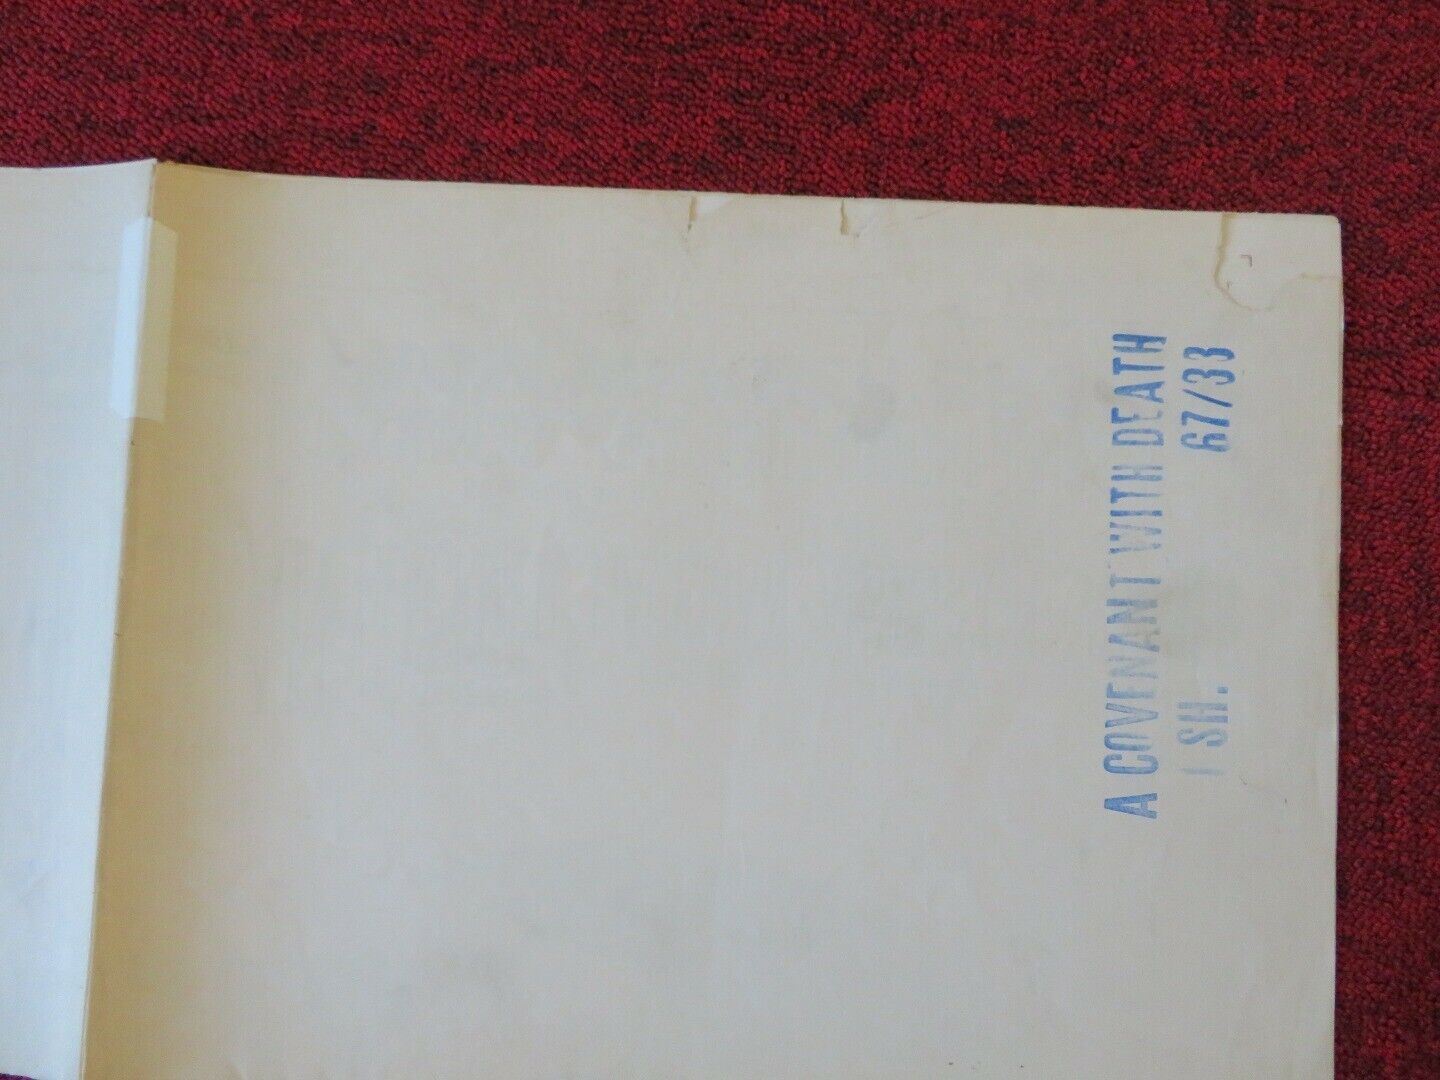 A COVENANT WITH DEATH
1 SH. 67/33